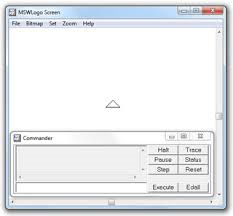 MSWLogo Screen
File Bitmap Set Zoom Help
Commander
Halt Trace
Pause Status
Step Reset
Execute Edall